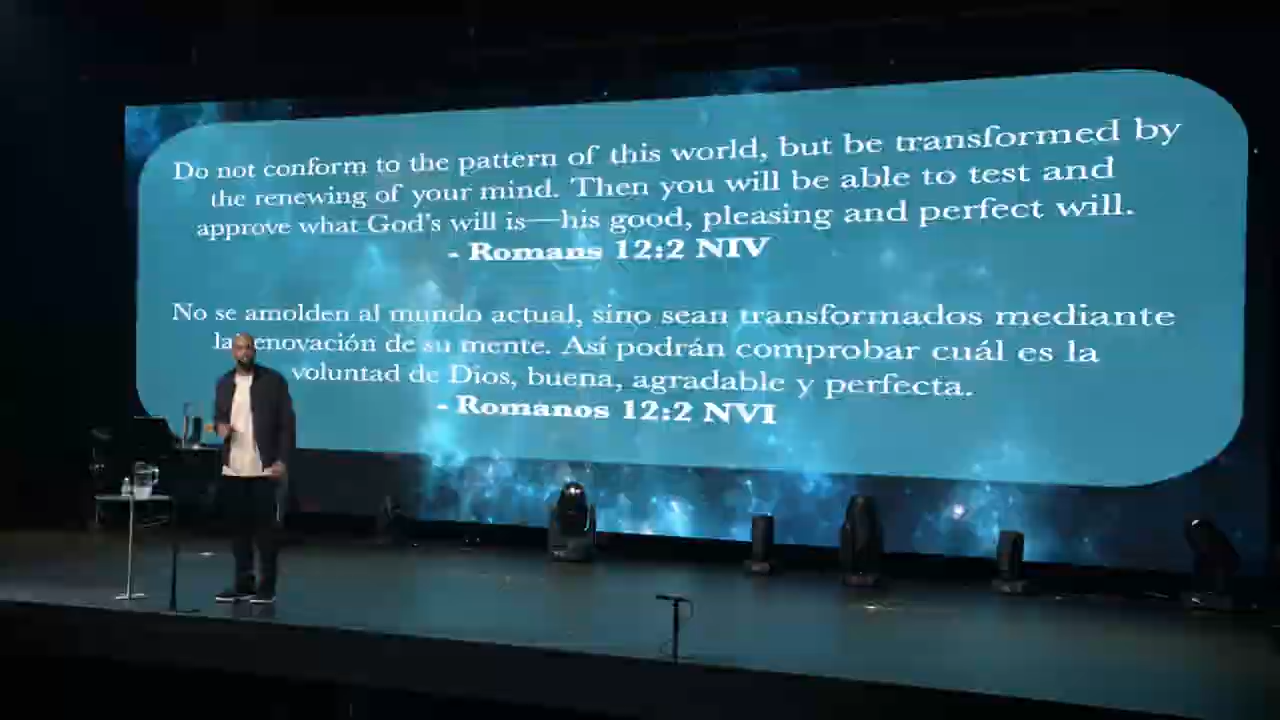 Do not conform to the pattern of this world, but be transformed by
the renewing of your mind. Then you will be able to test and
approve what God's will is—his good, pleasing and perfect will.
- Romans 12:2 NIV
No se amolden al mundo actual, sino sean transformados mediante
la renovación de su mente. Así podrán comprobar cuál es la
voluntad de Dios, buena, agradable y perfecta.
- Romanos 12:2 NVI